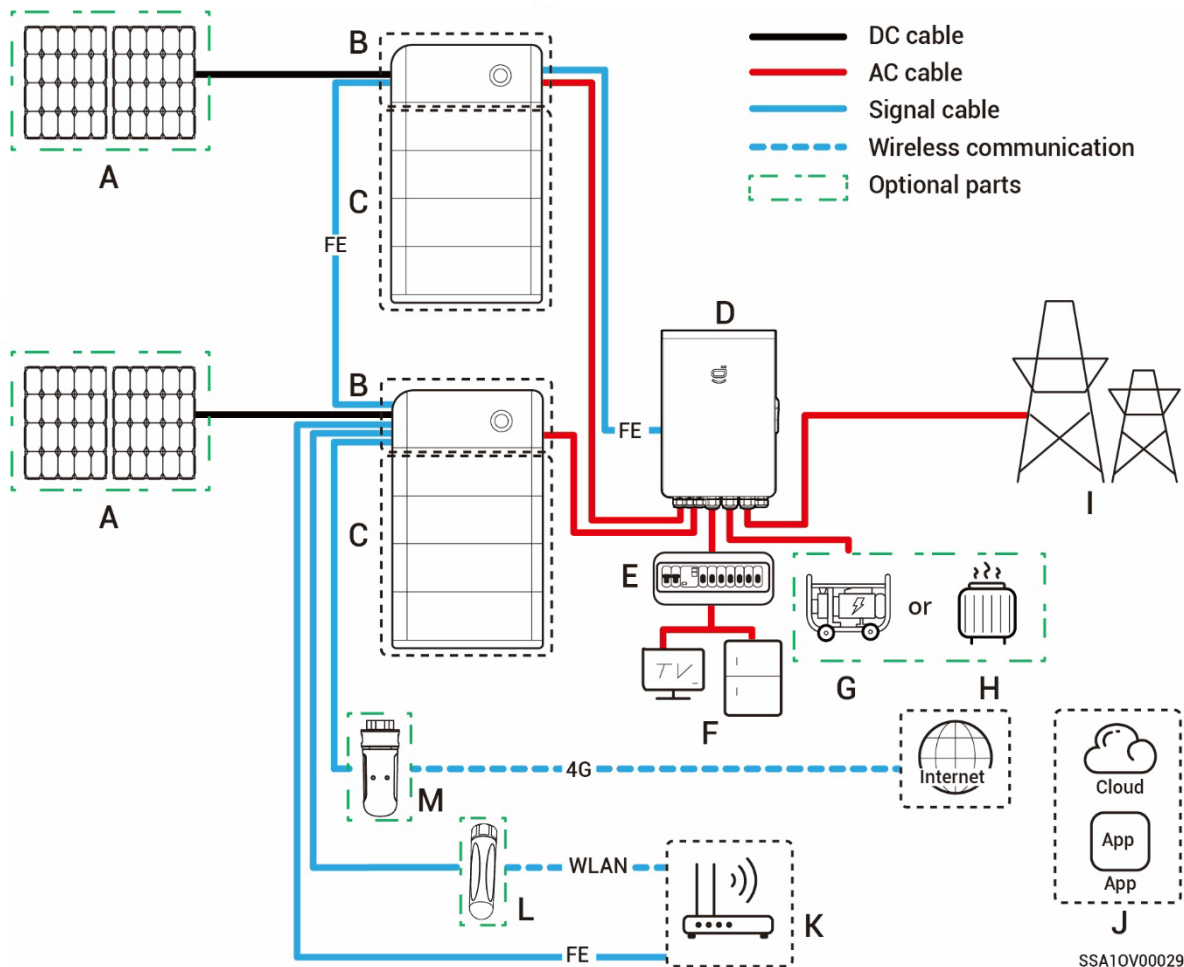 DC cable
AC cable
Signal cable
Wireless communication
Optional parts
A
B
C
FE
D
B
FE
A
C
I
E
or
TV
F
G
H
M
4G
Internet
Cloud
App
App
J
L
WLAN
K
FE
SSA1OV00029